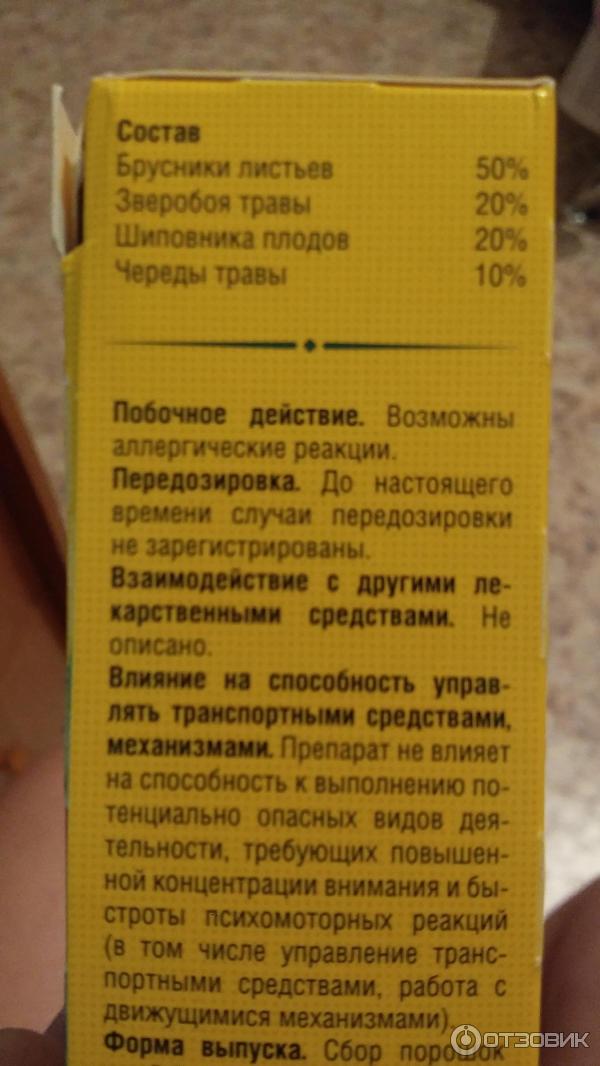 Состав
Брусники листьев 50%
Зверобоя травы 20%
Шиповника плодов 20%
Череды травы 10%
Побочное действие. Возможны
аллергические реакции.
Передозировка. До настоящего
времени случаи передозировки
не зарегистрированы.
Взаимодействие с другими ле-
карственными средствами. Не
описано.
Влияние на способность управ-
лять транспортными средствами,
механизмами. Препарат не влияет
на способность к выполнению по-
тенциально опасных видов дея-
тельности, требующих повышен-
ной концентрации внимания и бы-
строты психомоторных реакций
(в том числе управление транс-
портными средствами, работа с
движущимися механизмами).
Форма выпуска. Сбор порошок
ОТЗОВИК